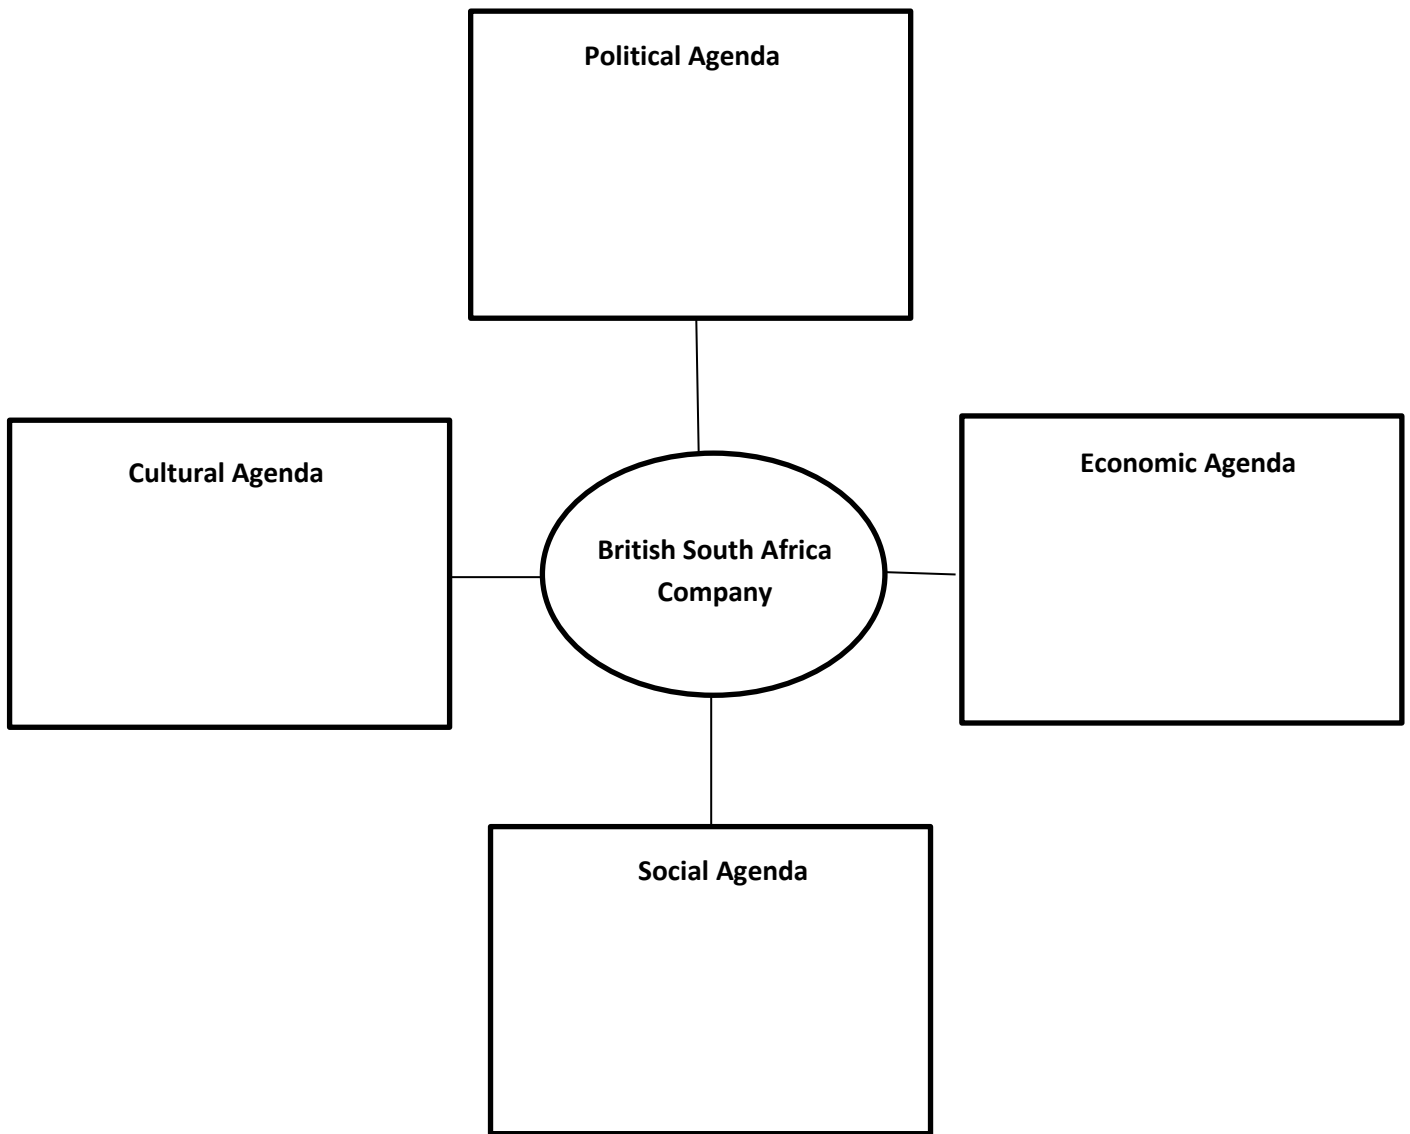 Political Agenda
Cultural Agenda
Economic Agenda
British South Africa
Company
Social Agenda